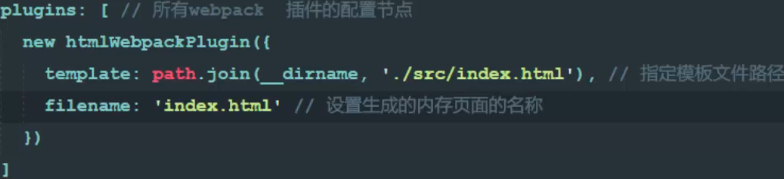 plugins: [ // 所有webpack 插件的配置节点
new htmlWebpackPlugin({
template: path.join(__dirname, './src/index.html'), // 指定模板文件路径
filename: 'index.html' // 设置生成的内存页面的名称
})
]